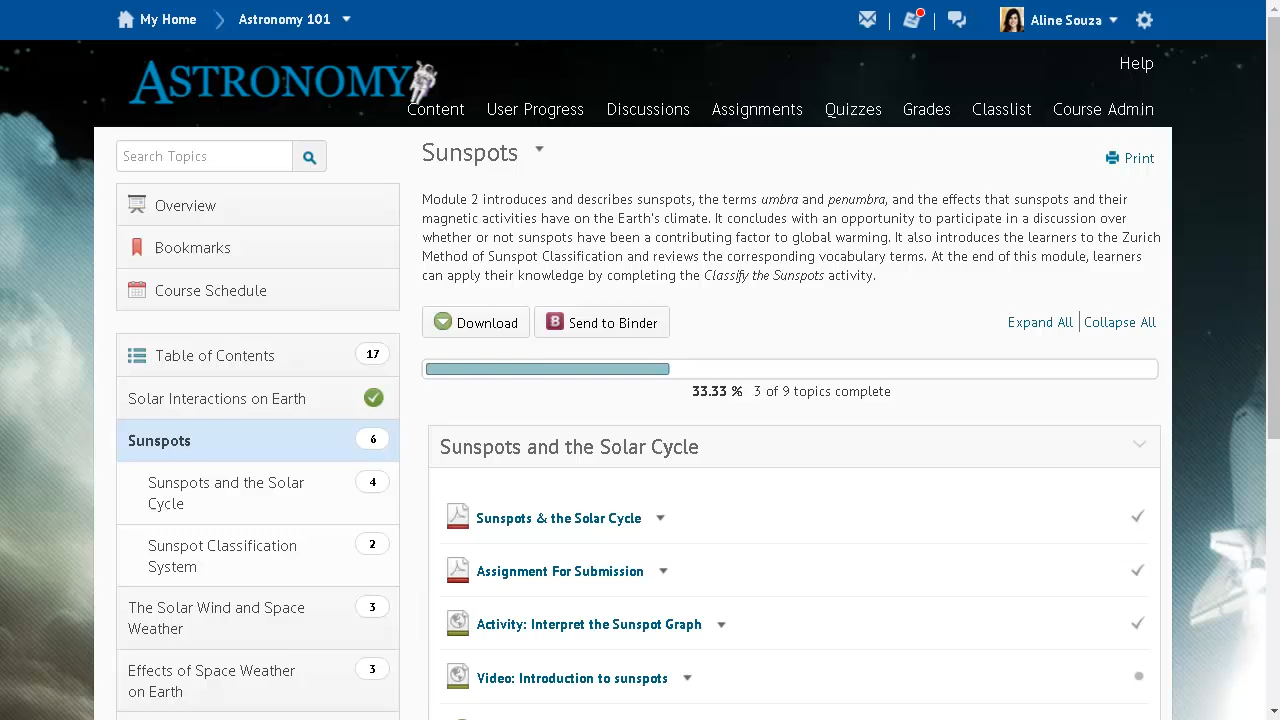 My Home
Astronomy 101
Aline Souza
ASTRONOMY
Help
Content
User Progress
Discussions
Assignments
Quizzes
Grades
Classlist
Course Admin
Search Topics
Overview
Bookmarks
Course Schedule
Table of Contents 17
Solar Interactions on Earth
Sunspots 6
Sunspots and the Solar 4
Cycle
Sunspot Classification 2
System
The Solar Wind and Space 3
Weather
Effects of Space Weather 3
on Earth
Sunspots
Print
Module 2 introduces and describes sunspots, the terms umbra and penumbra, and the effects that sunspots and their
magnetic activities have on the Earth's climate. It concludes with an opportunity to participate in a discussion over
whether or not sunspots have been a contributing factor to global warming. It also introduces the learners to the Zurich
Method of Sunspot Classification and reviews the corresponding vocabulary terms. At the end of this module, learners
can apply their knowledge by completing the Classify the Sunspots activity.
Download
B Send to Binder
Expand All
Collapse All
33.33 % 3 of 9 topics complete
Sunspots and the Solar Cycle
Sunspots & the Solar Cycle
Assignment For Submission
Activity: Interpret the Sunspot Graph
Video: Introduction to sunspots